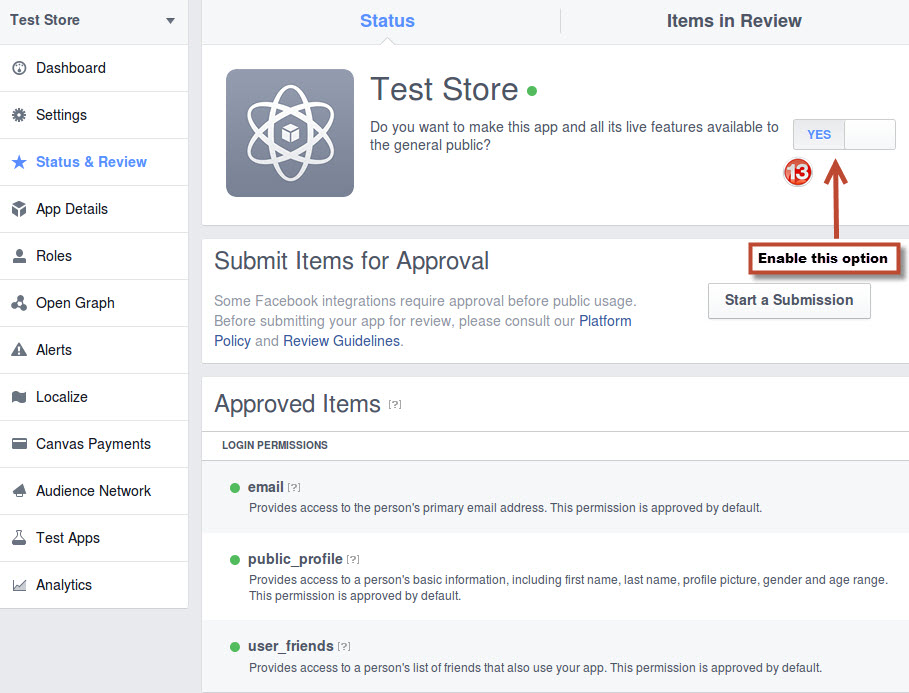 Test Store
Dashboard
Settings
Status & Review
App Details
Roles
Open Graph
Alerts
Localize
Canvas Payments
Audience Network
Test Apps
Analytics
Status
Items in Review
Test Store
Do you want to make this app and all its live features available to
the general public?
YES
13
Enable this option
Submit Items for Approval
Some Facebook integrations require approval before public usage.
Before submitting your app for review, please consult our Platform
Policy and Review Guidelines.
Start a Submission
Approved Items [?]
LOGIN PERMISSIONS
email [?]
Provides access to the person's primary email address. This permission is approved by default.
public_profile [?]
Provides access to a person's basic information, including first name, last name, profile picture, gender and age range.
This permission is approved by default.
user_friends [?]
Provides access to a person's list of friends that also use your app. This permission is approved by default.